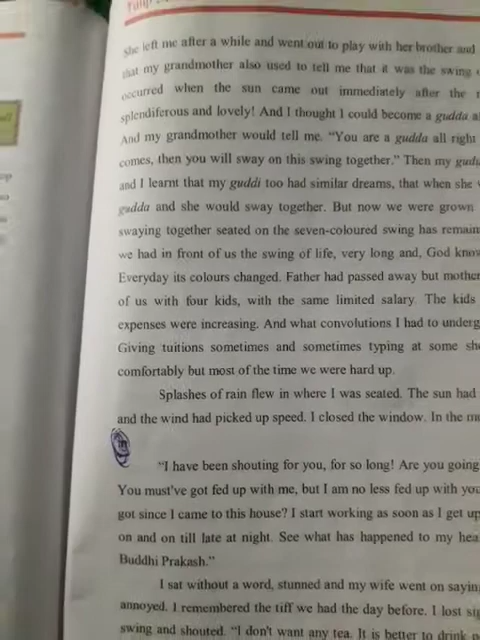 She left me after a while and went out to play with her brother and
that my grandmother also used to tell me that it was the swing
occurred when the sun came out immediately after the
splendiferous and lovely! And I thought I could become a gudda
And my grandmother would tell me. “You are a gudda all right
comes, then you will sway on this swing together.” Then my
and I learnt that my guddi too had similar dreams, that when she
gudda and she would sway together. But now we were grown
swaying together seated on the seven-coloured swing has
we had in front of us the swing of life, very long and, God
Everyday its colours changed. Father had passed away but mother
of us with four kids, with the same limited salary. The kids
expenses were increasing. And what convolutions I had to
Giving tuitions sometimes and sometimes typing at some
comfortably but most of the time we were hard up.
Splashes of rain flew in where I was seated. The sun had
and the wind had picked up speed. I closed the window. In the
“I have been shouting for you, for so long! Are you going
You must've got fed up with me, but I am no less fed up with
got since I came to this house? I start working as soon as I get up
on and on till late at night. See what has happened to my
Buddhi Prakash.”
I sat without a word, stunned and my wife went on
annoyed. I remembered the tiff we had the day before. I lost
swing and shouted. “I don't want any tea. It is better to drink